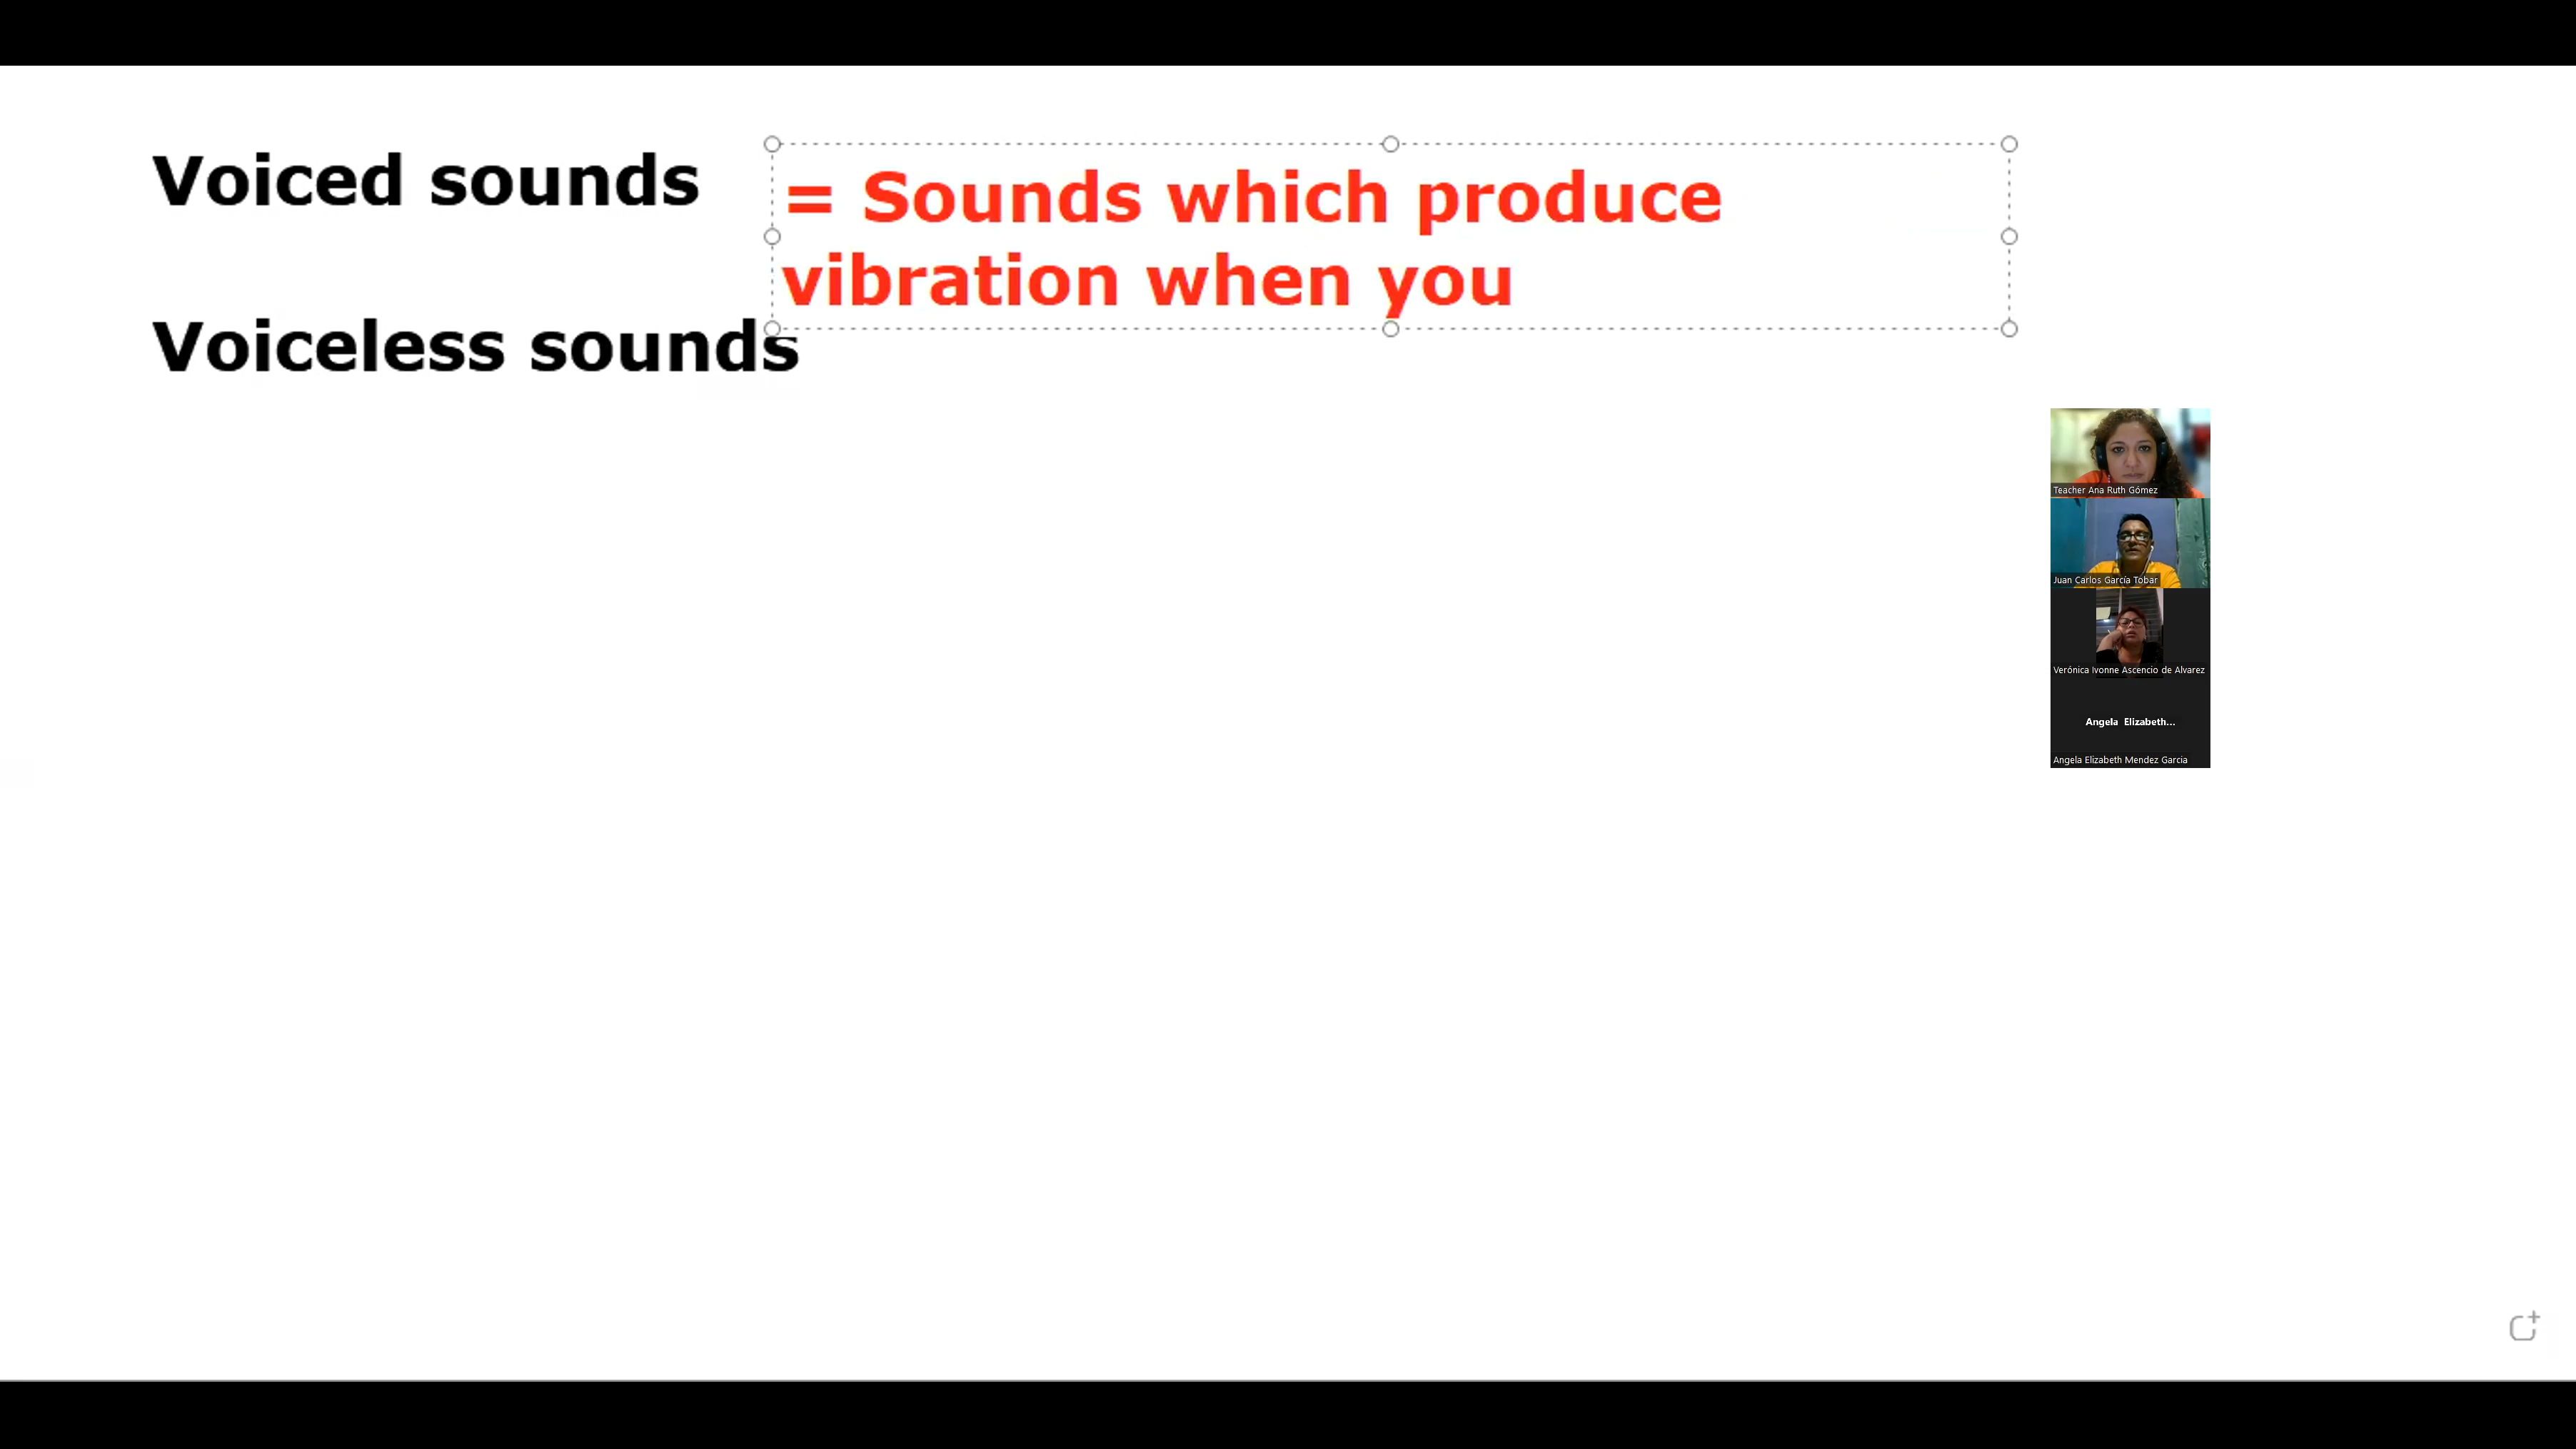 Voiced sounds
= Sounds which produce
vibration when you
Voiceless sounds
Teacher Ana Ruth Gómez
Juan Carlos García Tobar
Verónica Ivonne Ascencio de Alvarez
Angela Elizabeth...
Angela Elizabeth Mendez Garcia